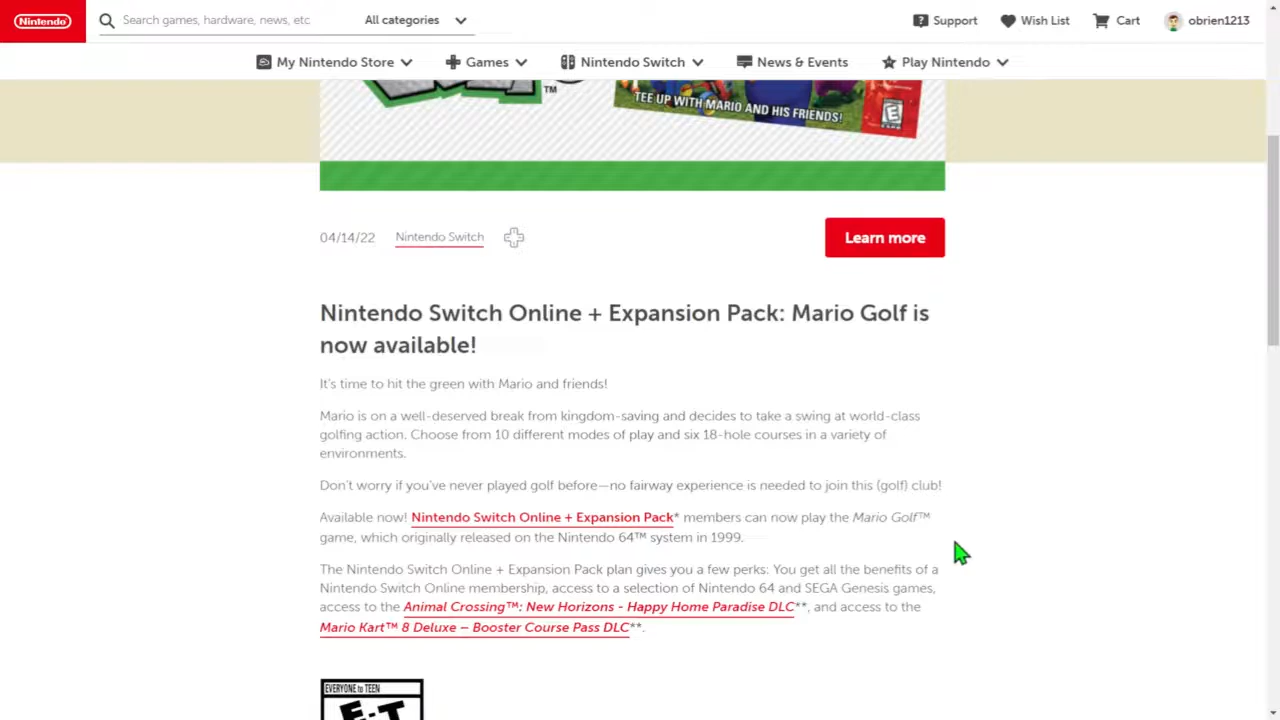 Nintendo
Search games, hardware, news, etc
All categories
Support
Wish List
Cart
obrien1213
My Nintendo Store
Games
Nintendo Switch
News & Events
Play Nintendo
TM
TEE UP WITH MARIO AND HIS FRIENDS!
E
04/14/22
Nintendo Switch
Learn more
Nintendo Switch Online + Expansion Pack: Mario Golf is
now available!
It's time to hit the green with Mario and friends!
Mario is on a well-deserved break from kingdom-saving and decides to take a swing at world-class
golfing action. Choose from 10 different modes of play and six 18-hole courses in a variety of
environments.
Don't worry if you've never played golf before—no fairway experience is needed to join this (golf) club!
Available now! Nintendo Switch Online + Expansion Pack* members can now play the Mario Golf™
game, which originally released on the Nintendo 64™ system in 1999.
The Nintendo Switch Online + Expansion Pack plan gives you a few perks: You get all the benefits of a
Nintendo Switch Online membership, access to a selection of Nintendo 64 and SEGA Genesis games,
access to the Animal Crossing™: New Horizons - Happy Home Paradise DLC**, and access to the
Mario Kart™ 8 Deluxe – Booster Course Pass DLC**.
EVERYONE to TEEN
E-T